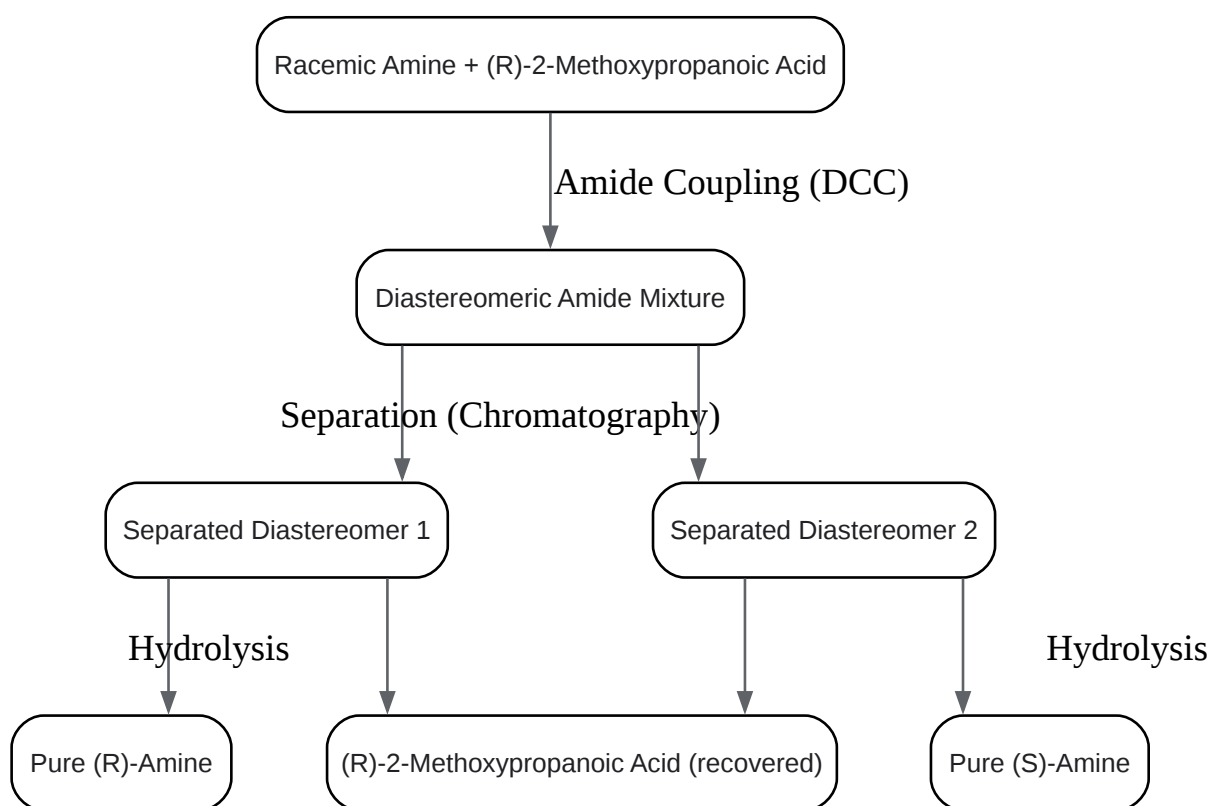 Racemic Amine + (R)-2-Methoxypropanoic Acid
Amide Coupling (DCC)
Diastereomeric Amide Mixture
Separation (Chromatography)
Separated Diastereomer 1
Separated Diastereomer 2
Hydrolysis
Hydrolysis
Pure (R)-Amine
(R)-2-Methoxypropanoic Acid (recovered)
Pure (S)-Amine